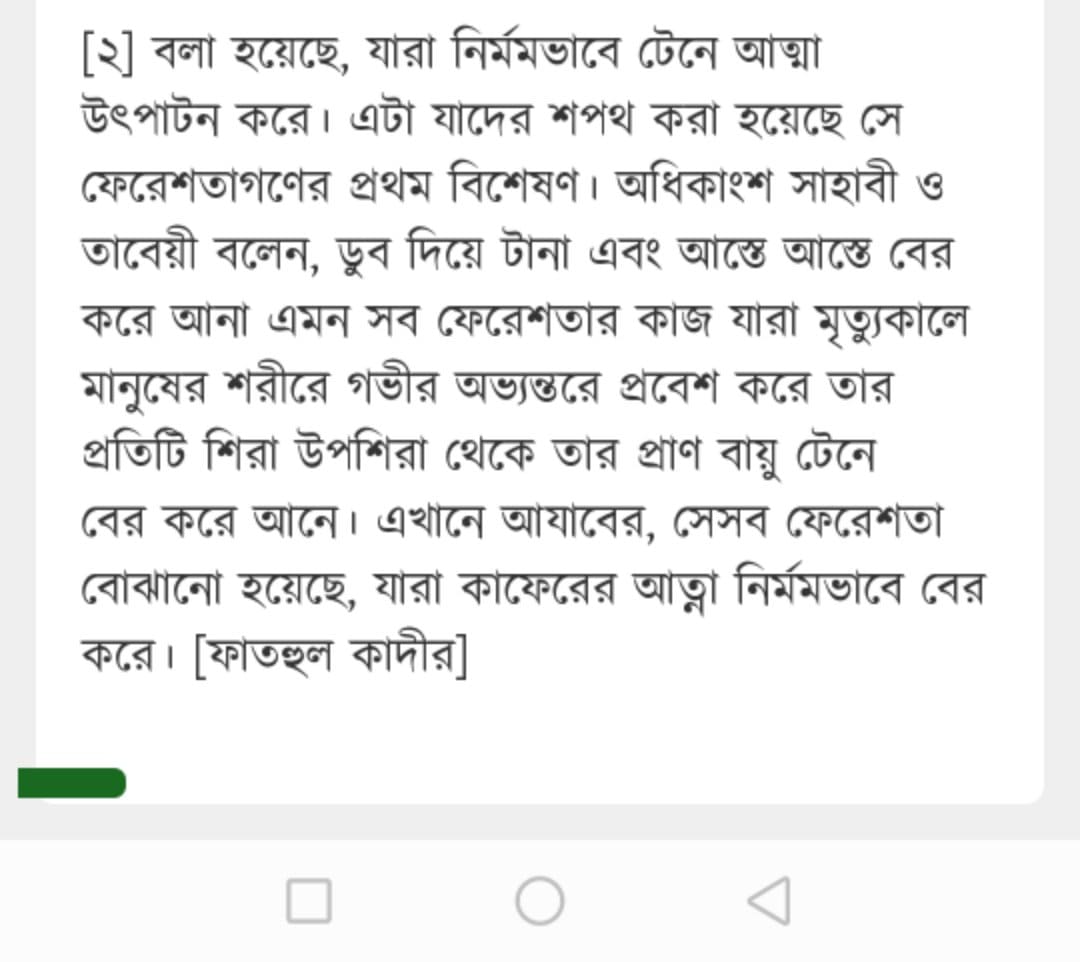 [২] বলা হয়েছে, যারা নির্মমভাবে টেনে আত্মা
উৎপাটন করে। এটা যাদের শপথ করা হয়েছে সে
ফেরেশতাগণের প্রথম বিশেষণ। অধিকাংশ সাহাবী ও
তাবেয়ী বলেন, ডুব দিয়ে টানা এবং আস্তে আস্তে বের
করে আনা এমন সব ফেরেশতার কাজ যারা মৃত্যুকালে
মানুষের শরীরে গভীর অভ্যন্তরে প্রবেশ করে তার
প্রতিটি শিরা উপশিরা থেকে তার প্রাণ বায়ু টেনে
বের করে আনে। এখানে আযাবের, সেসব ফেরেশতা
বোঝানো হয়েছে, যারা কাফেরের আত্না নির্মমভাবে বের
করে। [ফাতহুল কাদীর]